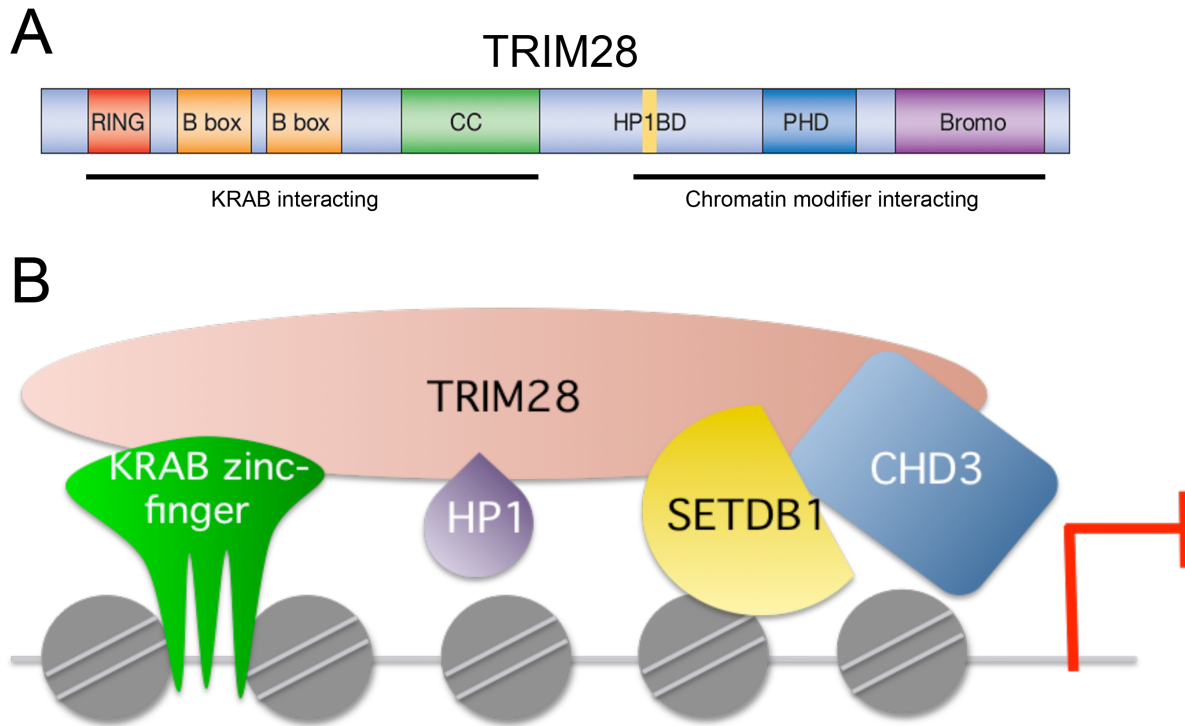 A
TRIM28
RING
B box
B box
CC
HP1BD
PHD
Bromo
KRAB interacting
Chromatin modifier interacting
B
TRIM28
KRAB zinc-
finger
HP1
SETDB1
CHD3